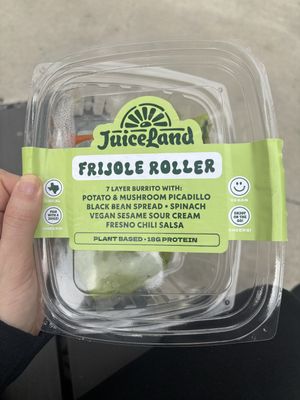 JUICELAND
FRIJOLE ROLLER
7 LAYER BURRITO WITH:
POTATO & MUSHROOM PICADILLO
BLACK BEAN SPREAD • SPINACH
VEGAN SESAME SOUR CREAM
FRESNO CHILI SALSA
PLANT BASED • 18G PROTEIN